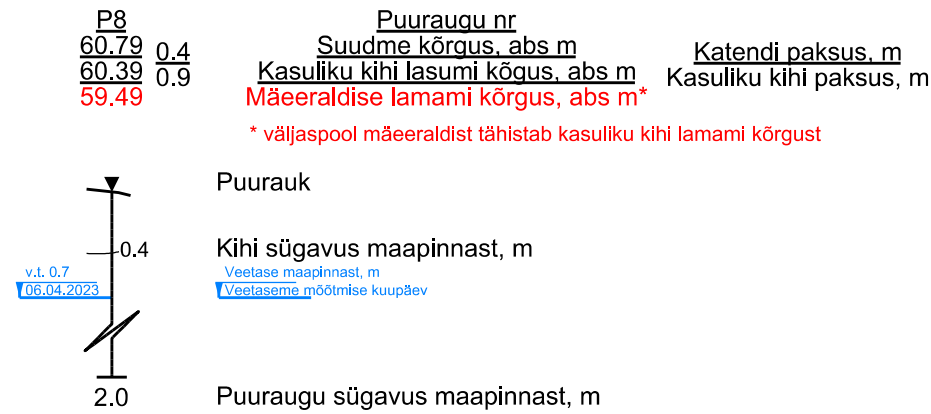 P8 Puuraugu nr
60.79 0.4 Suudme kõrgus, abs m Katendi paksus, m
60.39 0.9 Kasuliku kihi lasumi kõgus, abs m Kasuliku kihi paksus, m
59.49 Mäeeraldise lamami kõrgus, abs m*
* väljaspool mäeeraldist tähistab kasuliku kihi lamami kõrgust
Puurauk
0.4 Kihi sügavus maapinnast, m
v.t. 0.7 Veetase maapinnast, m
06.04.2023 Veetaseme mõõtmise kuupäev
2.0 Puuraugu sügavus maapinnast, m